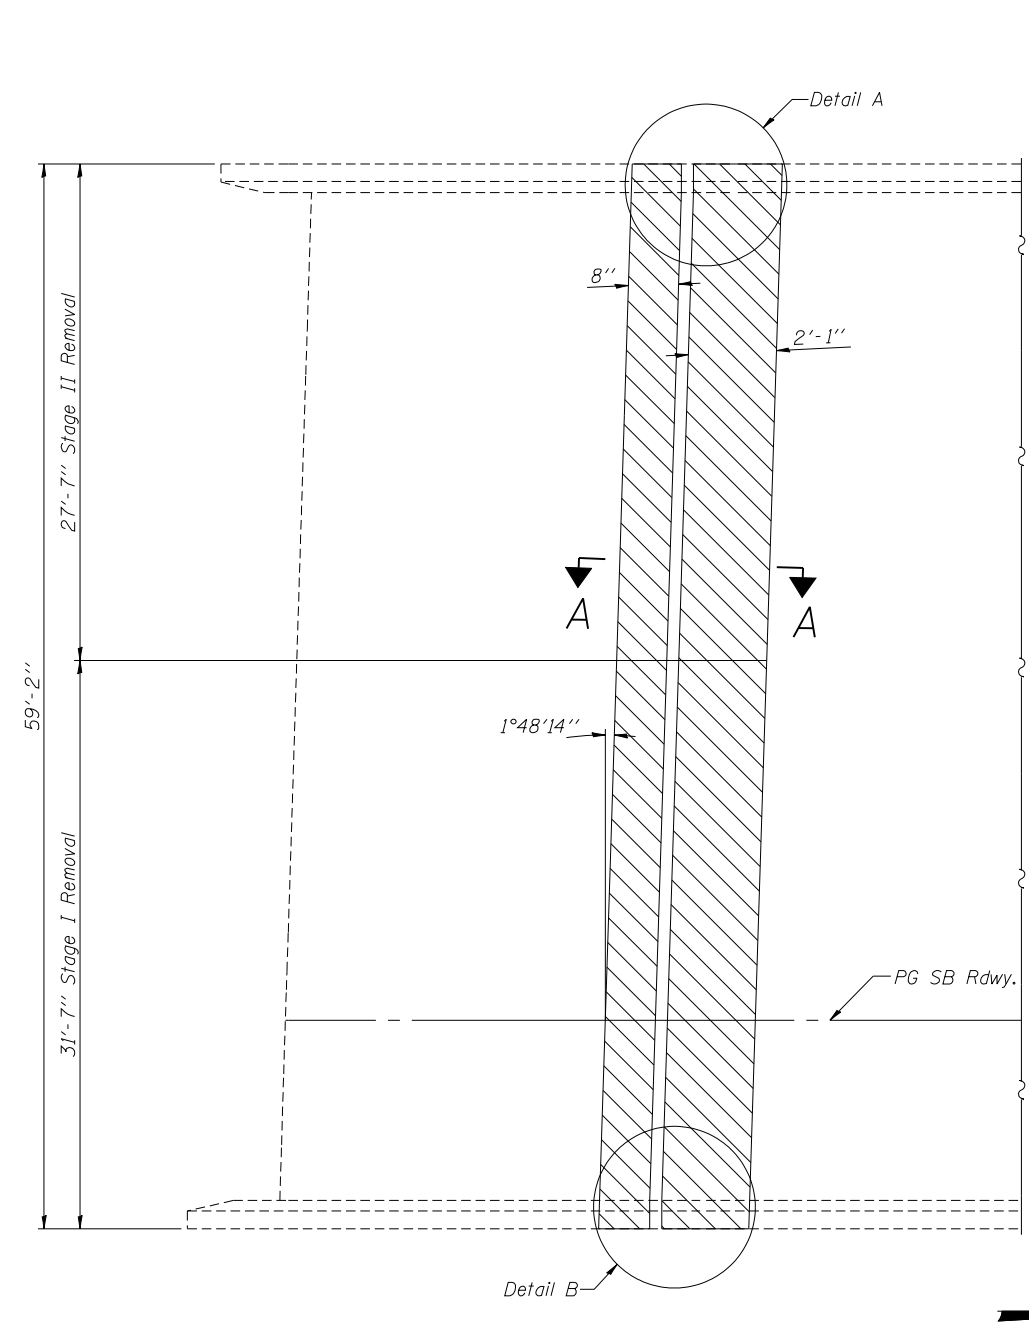 Detail A
8''
2'-1''
27'-7'' Stage II Removal
A
A
59'-2''
1°48'14''
31'-7'' Stage I Removal
PG SB Rdwy.
Detail B